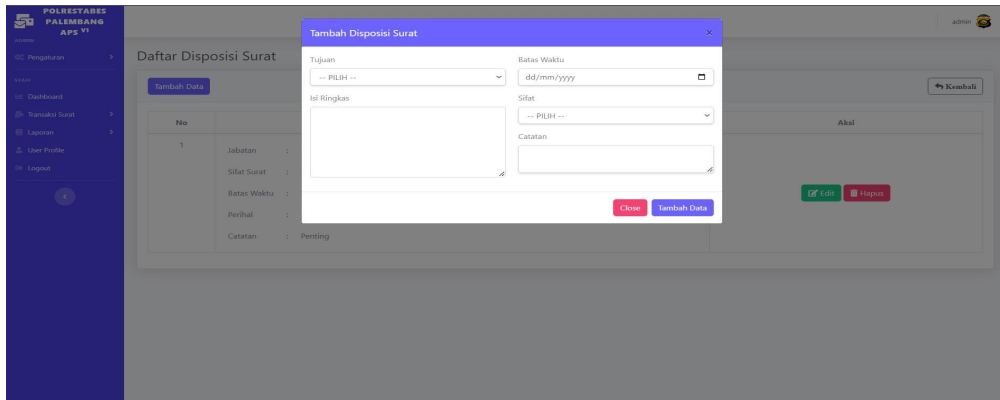 POLRESTABES
PALEMBANG
APS V1
ADMIN
Pengaturan
Dashboard
Transaksi Surat
Laporan
User Profile
Logout
admin
Daftar Disposisi Surat
Tambah Data
Kembali
No
Aksi
1
Jabatan :
Sifat Surat :
Batas Waktu :
Perihal :
Catatan : Penting
Edit
Hapus
Tambah Disposisi Surat
×
Tujuan
Batas Waktu
-- PILIH --
dd/mm/yyyy
Isi Ringkas
Sifat
-- PILIH --
Catatan
Close
Tambah Data